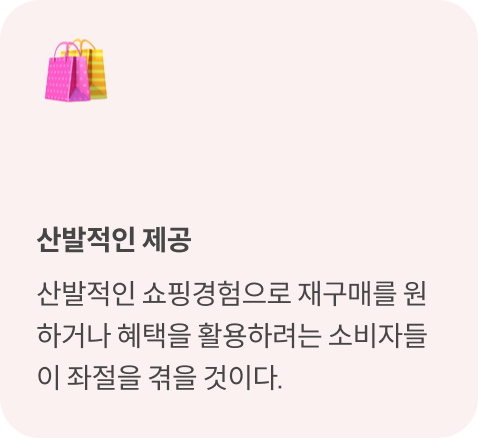 산발적인 제공
산발적인 쇼핑경험으로 재구매를 원
하거나 혜택을 활용하려는 소비자들
이 좌절을 겪을 것이다.